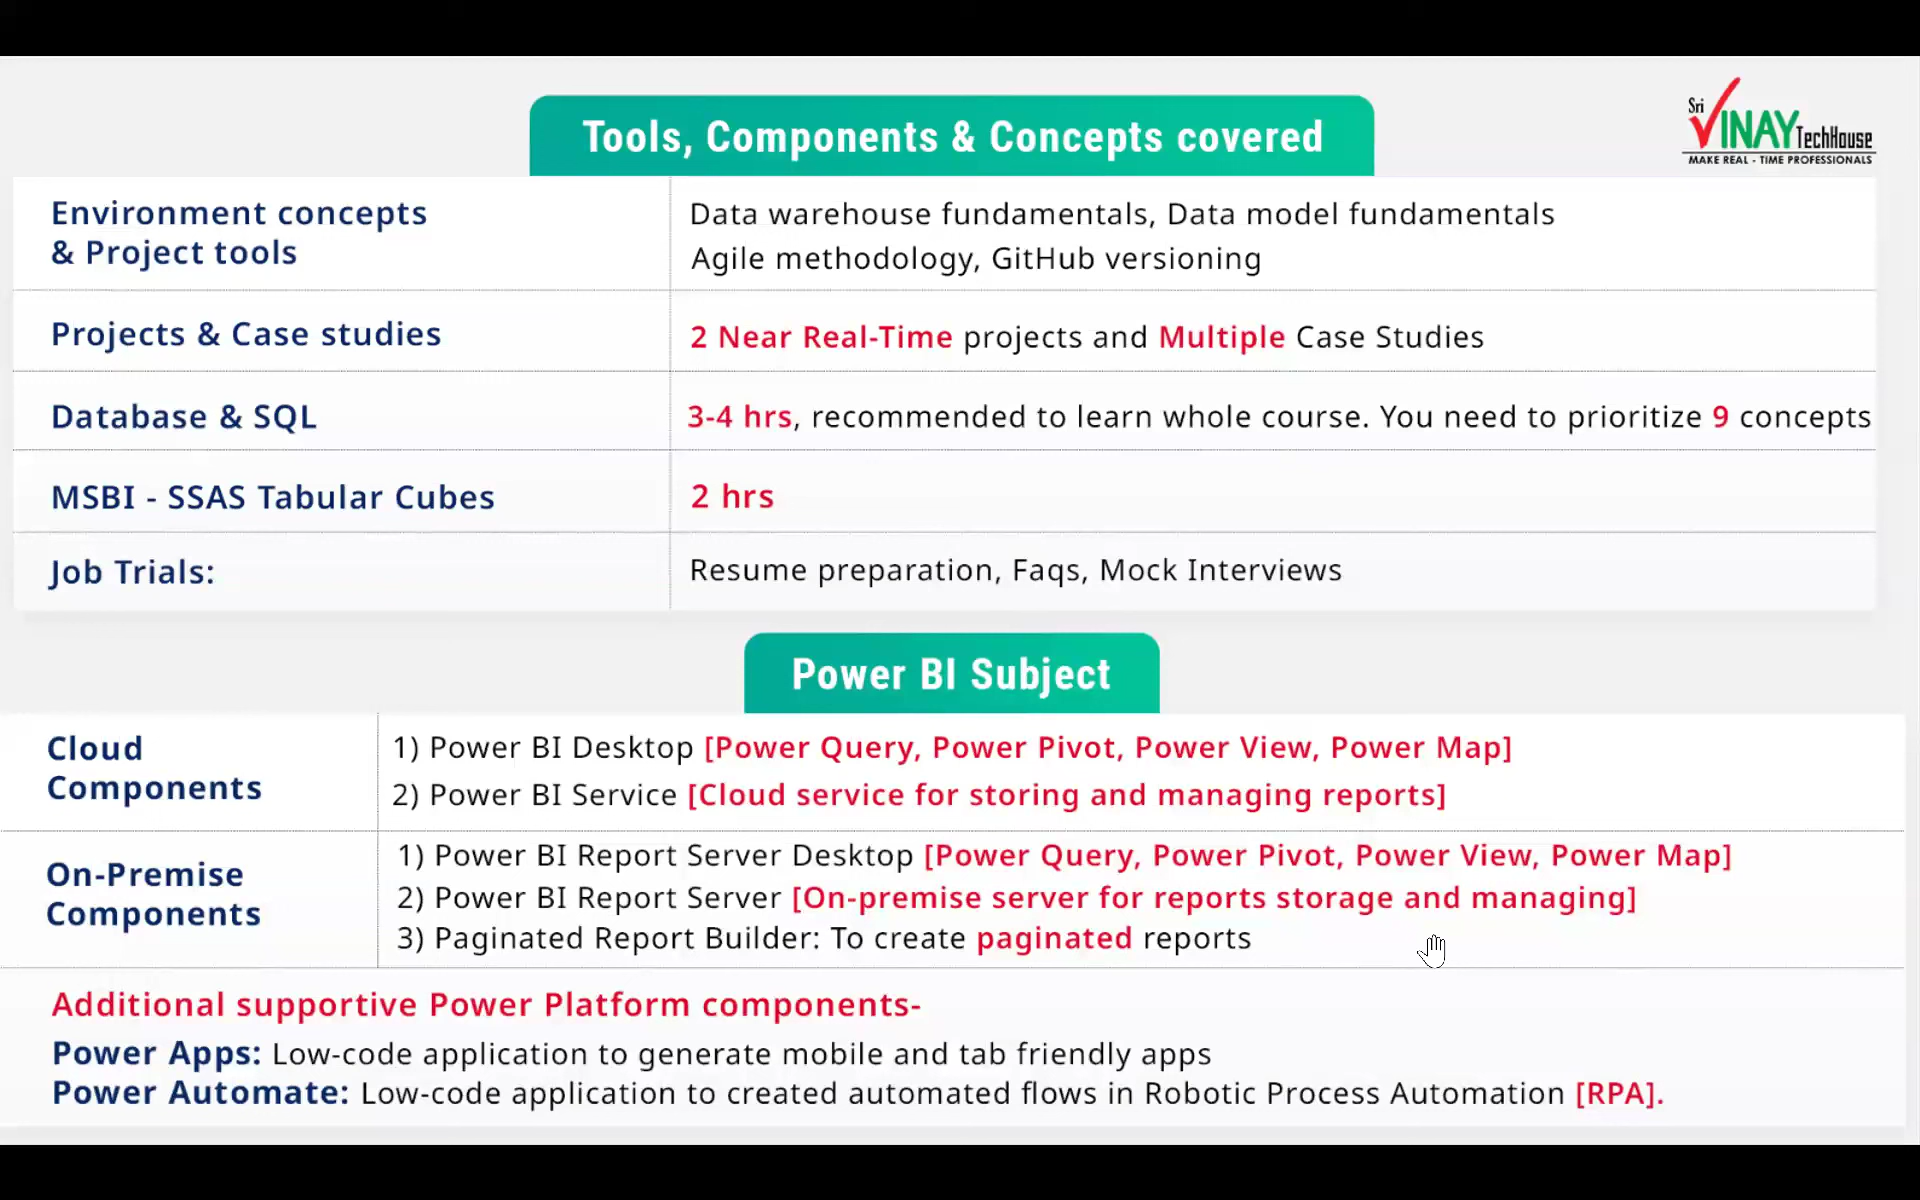 Tools, Components & Concepts covered
Sri
VINAY TechHouse
MAKE REAL - TIME PROFESSIONALS
Environment concepts
& Project tools
Data warehouse fundamentals, Data model fundamentals
Agile methodology, GitHub versioning
Projects & Case studies
2 Near Real-Time projects and Multiple Case Studies
Database & SQL
3-4 hrs, recommended to learn whole course. You need to prioritize 9 concepts
MSBI - SSAS Tabular Cubes
2 hrs
Job Trials:
Resume preparation, Faqs, Mock Interviews
Power BI Subject
Cloud
Components
1) Power BI Desktop [Power Query, Power Pivot, Power View, Power Map]
2) Power BI Service [Cloud service for storing and managing reports]
On-Premise
Components
1) Power BI Report Server Desktop [Power Query, Power Pivot, Power View, Power Map]
2) Power BI Report Server [On-premise server for reports storage and managing]
3) Paginated Report Builder: To create paginated reports
Additional supportive Power Platform components-
Power Apps: Low-code application to generate mobile and tab friendly apps
Power Automate: Low-code application to created automated flows in Robotic Process Automation [RPA].